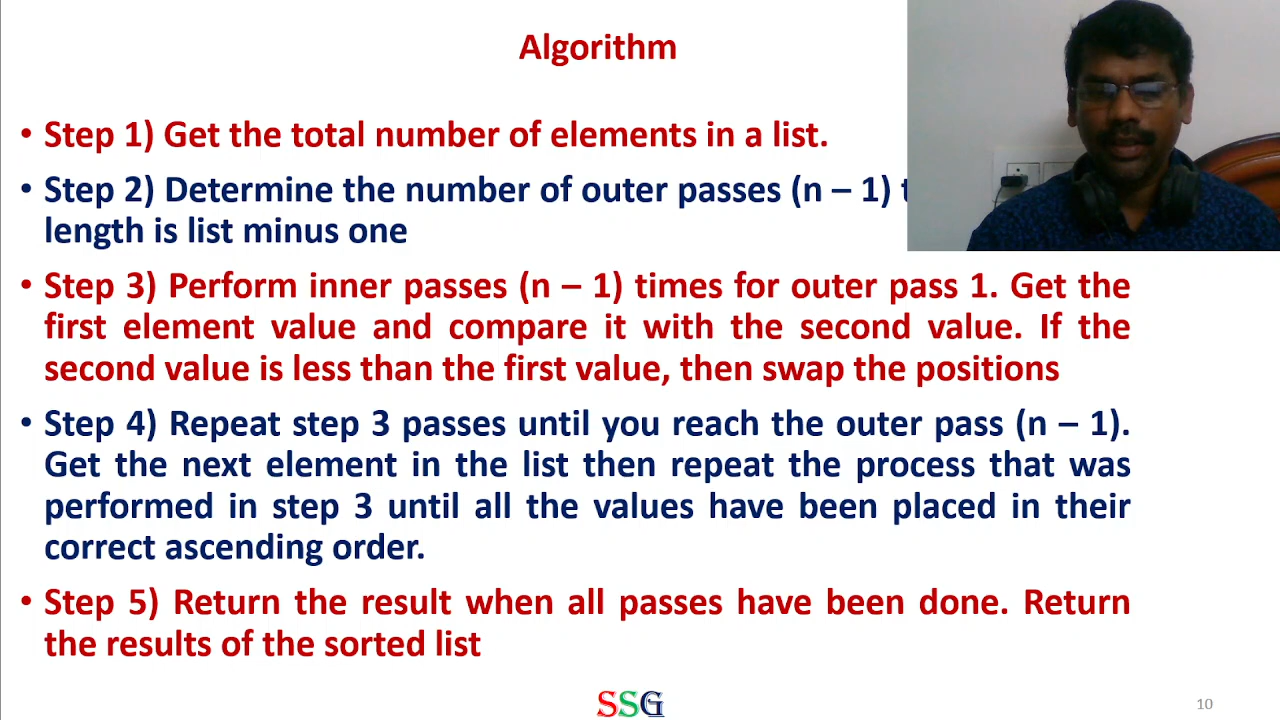 Algorithm
• Step 1) Get the total number of elements in a list.
• Step 2) Determine the number of outer passes (n – 1)
length is list minus one
• Step 3) Perform inner passes (n – 1) times for outer pass 1. Get the
first element value and compare it with the second value. If the
second value is less than the first value, then swap the positions
• Step 4) Repeat step 3 passes until you reach the outer pass (n – 1).
Get the next element in the list then repeat the process that was
performed in step 3 until all the values have been placed in their
correct ascending order.
• Step 5) Return the result when all passes have been done. Return
the results of the sorted list
SSG
10